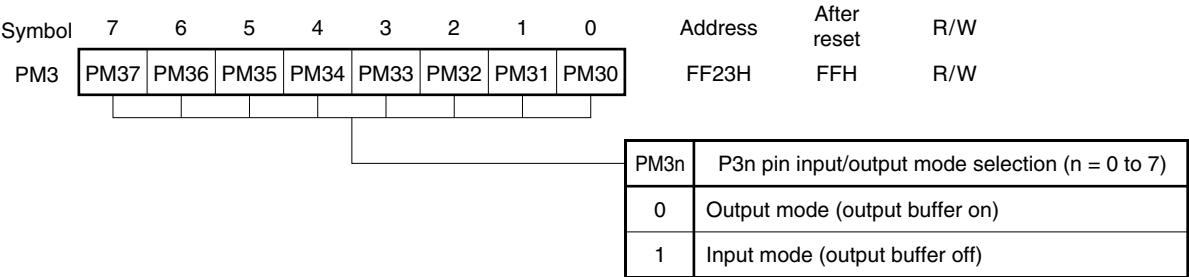 Symbol 7 6 5 4 3 2 1 0 Address After reset R/W
PM3 PM37 PM36 PM35 PM34 PM33 PM32 PM31 PM30 FF23H FFH R/W
PM3n P3n pin input/output mode selection (n = 0 to 7)
0 Output mode (output buffer on)
1 Input mode (output buffer off)